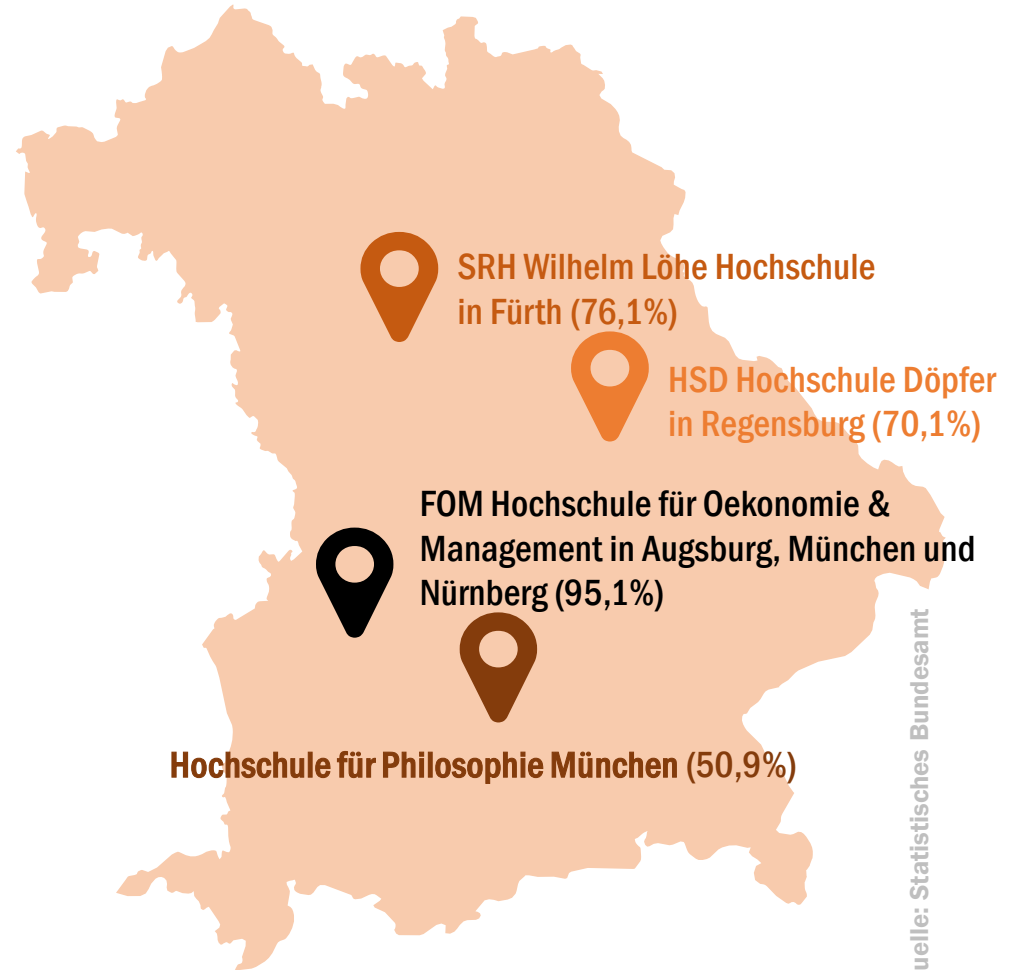 SRH Wilhelm Löhe Hochschule
in Fürth (76,1%)
HSD Hochschule Döpfer
in Regensburg (70,1%)
FOM Hochschule für Oekonomie &
Management in Augsburg, München und
Nürnberg (95,1%)
Hochschule für Philosophie München (50,9%)
uelle: Statistisches Bundesamt